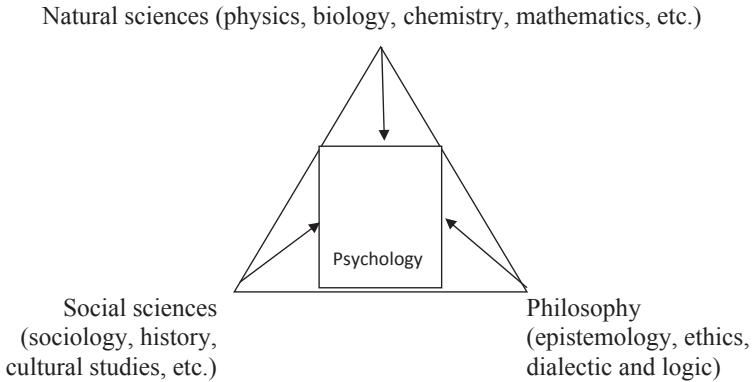 Natural sciences (physics, biology, chemistry, mathematics, etc.)
Psychology
Social sciences
(sociology, history,
cultural studies, etc.)
Philosophy
(epistemology, ethics,
dialectic and logic)